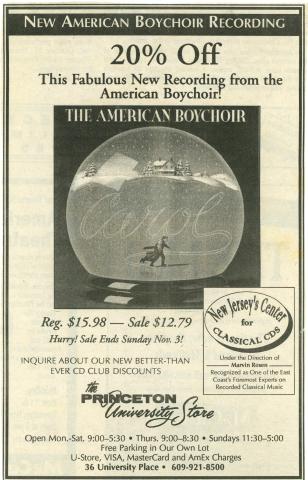 NEW AMERICAN BOYCHOIR RECORDING
20% Off
This Fabulous New Recording from the
American Boychoir!
THE AMERICAN BOYCHOIR
Carol
Reg. $15.98 — Sale $12.79
Hurry! Sale Ends Sunday Nov. 3!
INQUIRE ABOUT OUR NEW BETTER-THAN
EVER CD CLUB DISCOUNTS
New Jersey's Center
for
CLASSICAL CDS
Under the Direction of
— Marvin Rosen —
Recognized as One of the East
Coast's Foremost Experts on
Recorded Classical Music
the
PRINCETON
University Store
Open Mon.-Sat. 9:00–5:30 • Thurs. 9:00–8:30 • Sundays 11:30–5:00
Free Parking in Our Own Lot
U-Store, VISA, MasterCard and AmEx Charges
36 University Place • 609-921-8500